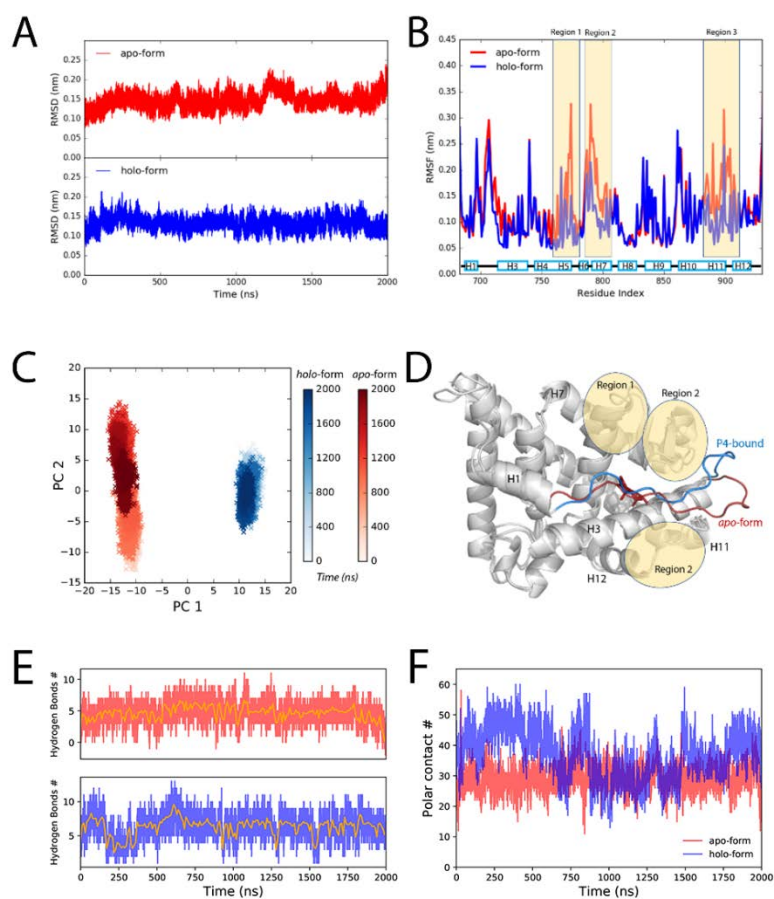 A
apo-form
RMSD (nm)
0.30
0.25
0.20
0.15
0.10
0.05
0.00
holo-form
RMSD (nm)
0.25
0.20
0.15
0.10
0.05
0.00
0 500 1000 1500 2000
Time (ns)
B
Region 1 Region 2 Region 3
apo-form
holo-form
RMSF (nm)
0.45
0.40
0.35
0.30
0.25
0.20
0.15
0.10
0.05
0.00
H1 H3 H4 H5 H6 H7 H8 H9 H10 H11 H12
700 750 800 850 900
Residue Index
C
PC 2
20
15
10
5
0
−5
−10
−15
−20 −15 −10 −5 0 5 10 15 20
PC 1
holo-form apo-form
2000 2000
1600 1600
1200 1200
800 800
400 400
0 0
Time (ns)
D
H7
Region 1
Region 2
P4-bound
H1
apo-form
H3
H11
H12
Region 2
E
Hydrogen Bonds #
10
5
0
Hydrogen Bonds #
10
5
0 250 500 750 1000 1250 1500 1750 2000
Time (ns)
F
Polar contact #
60
50
40
30
20
10
0
apo-form
holo-form
0 250 500 750 1000 1250 1500 1750 2000
Time (ns)